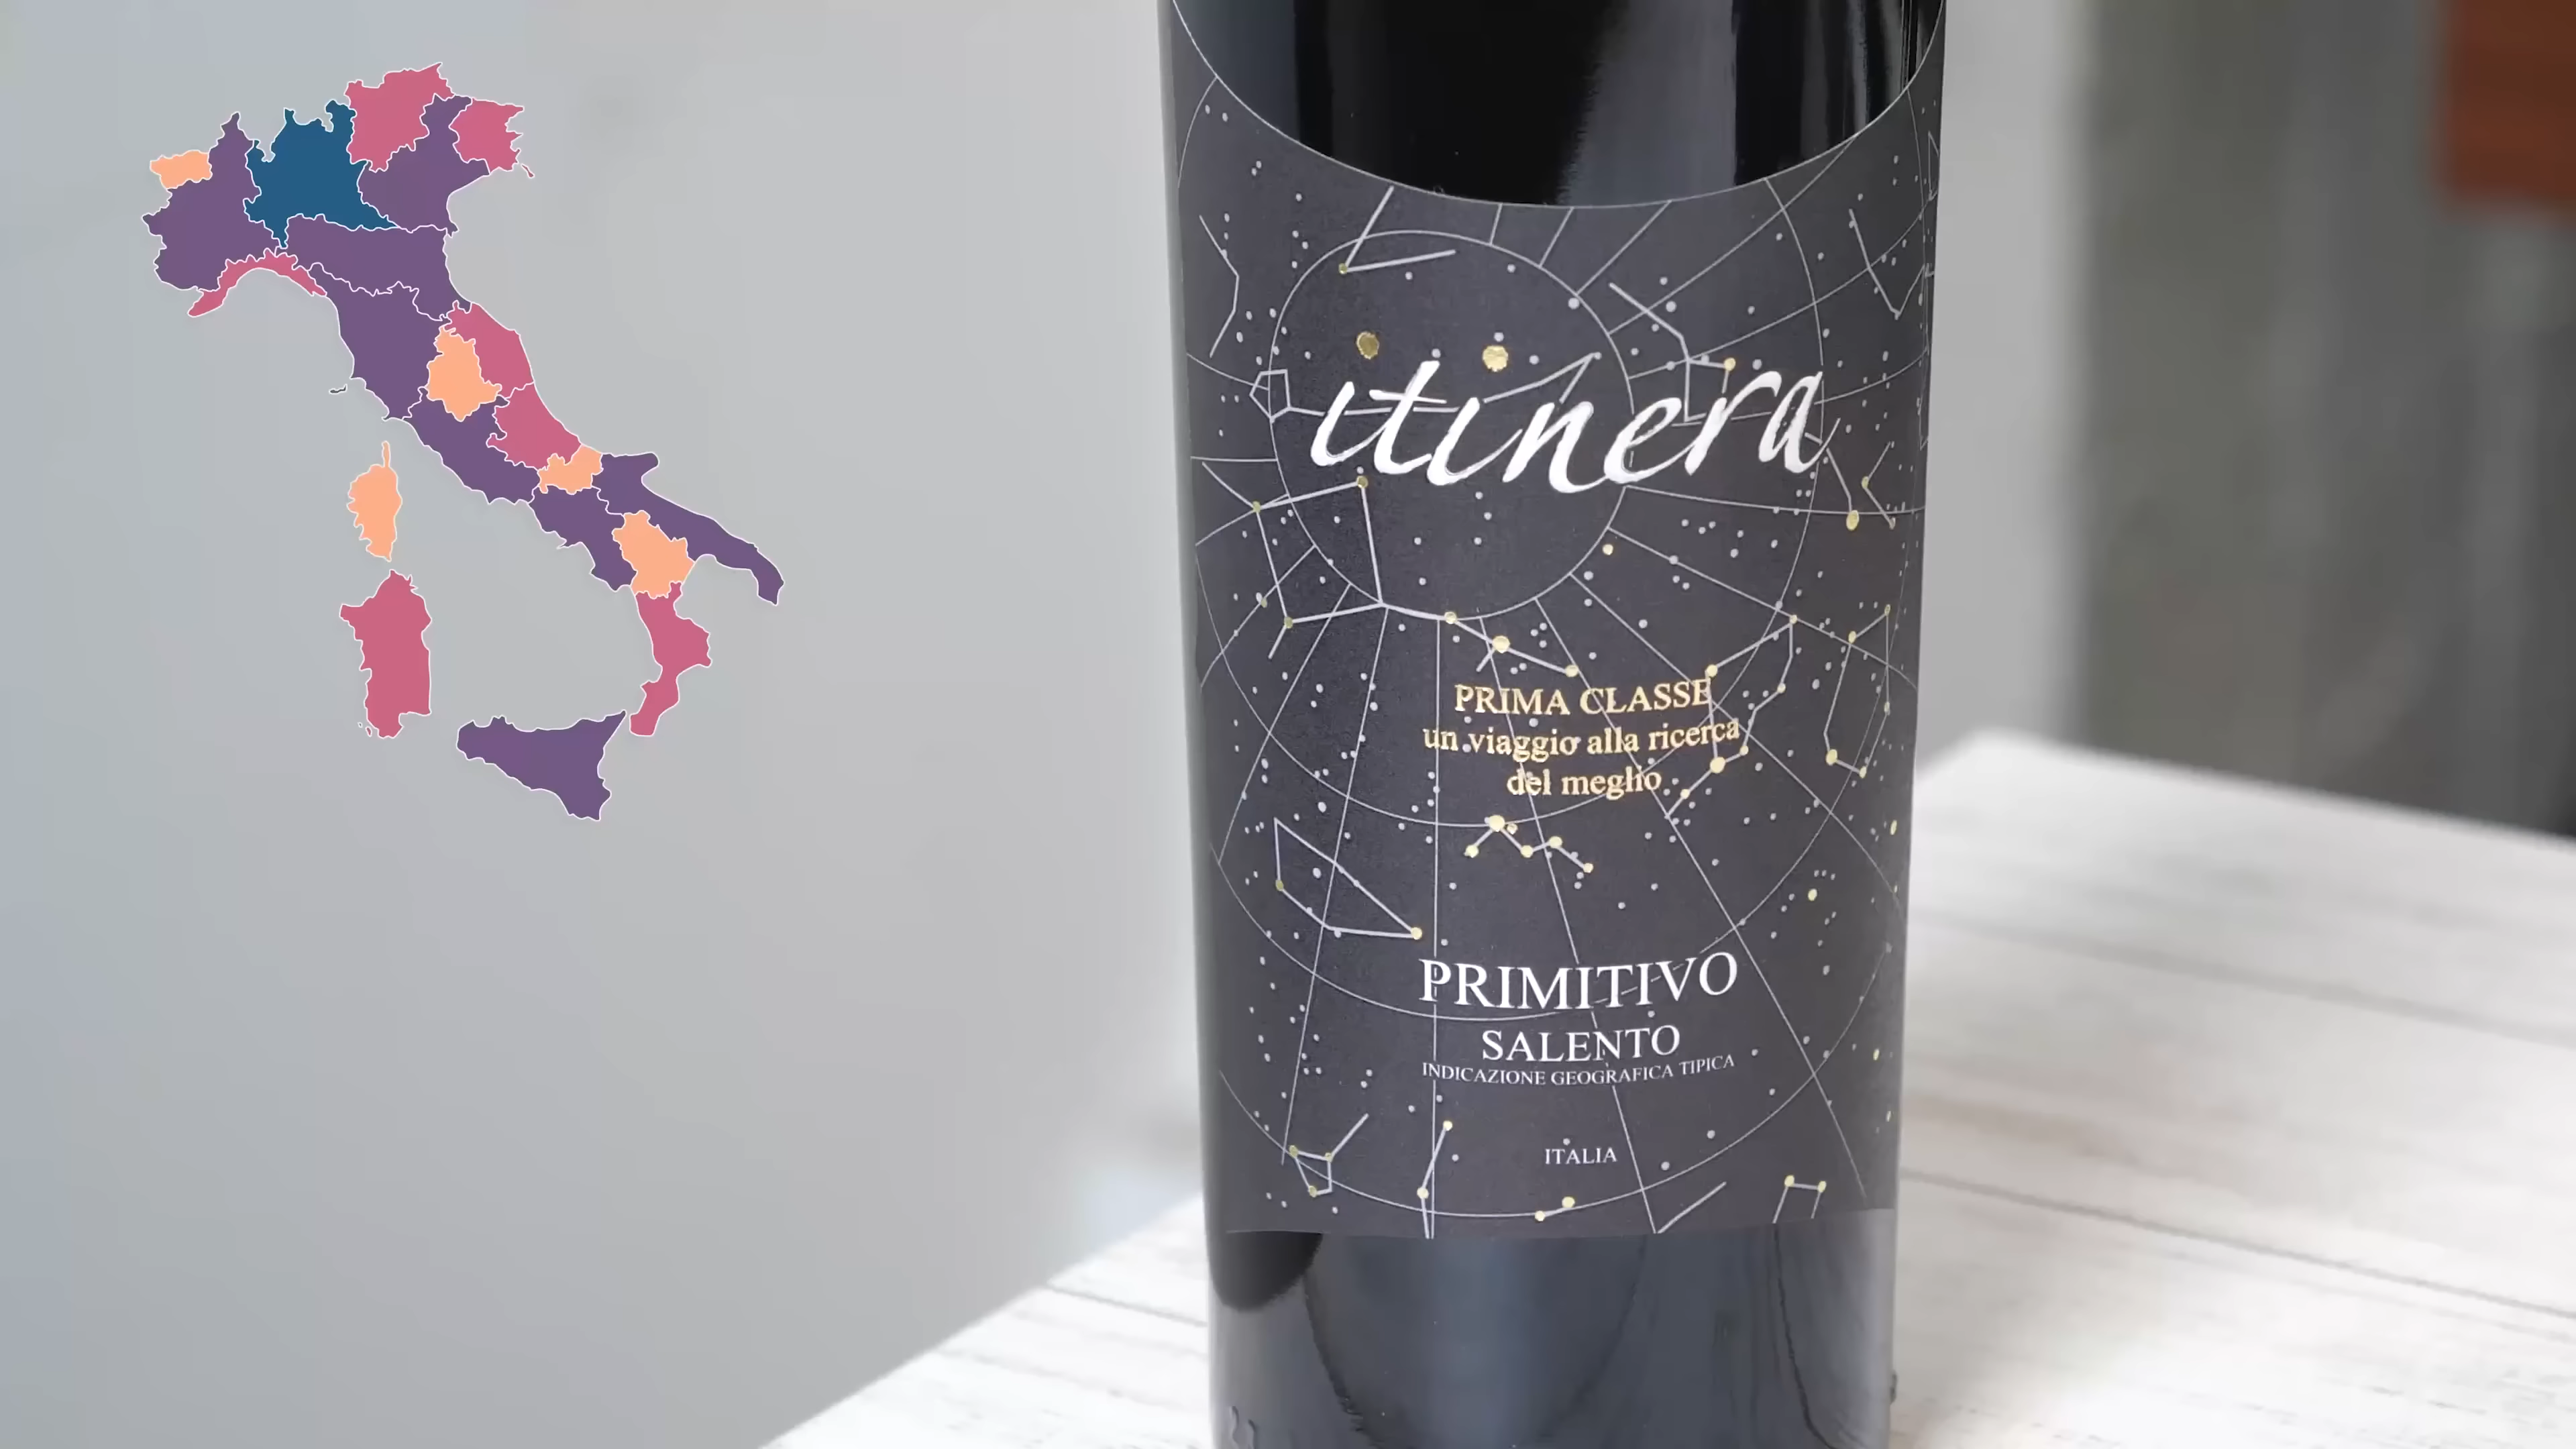 itinera
PRIMA CLASSE
un viaggio alla ricerca
del meglio
PRIMITIVO
SALENTO
INDICAZIONE GEOGRAFICA TIPICA
ITALIA